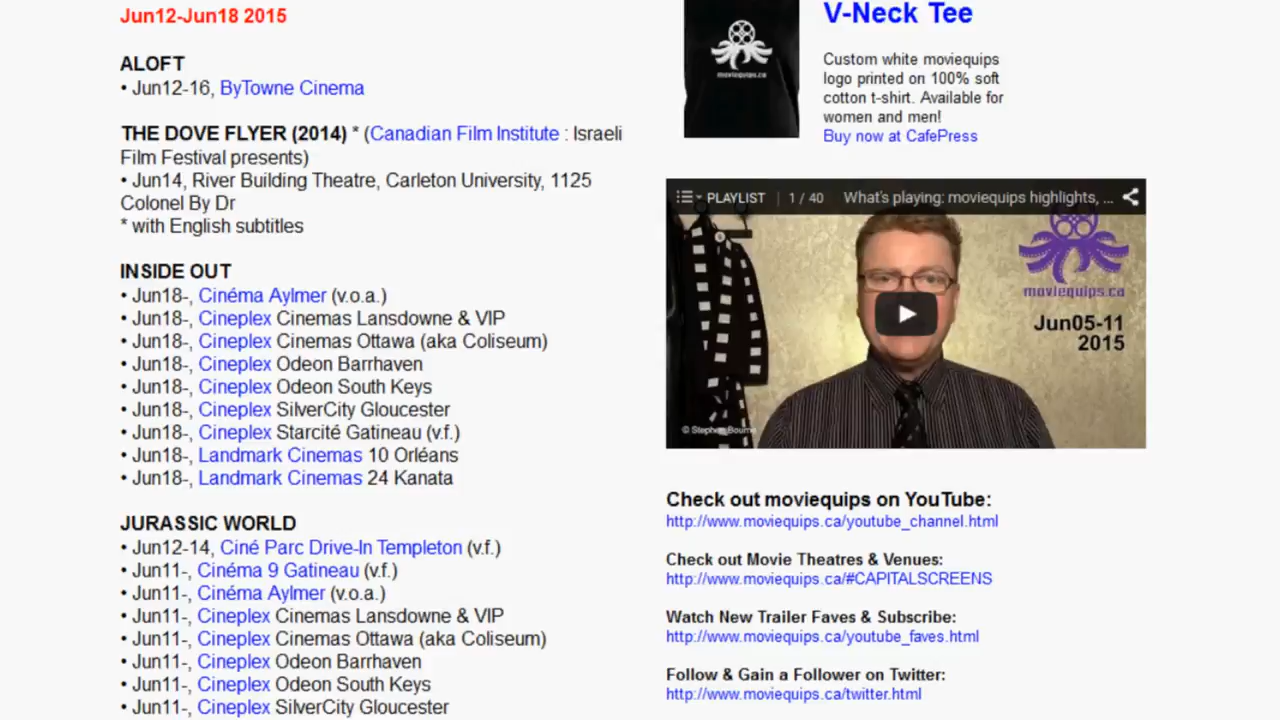 Jun12-Jun18 2015
ALOFT
• Jun12-16, ByTowne Cinema
THE DOVE FLYER (2014) * (Canadian Film Institute : Israeli
Film Festival presents)
• Jun14, River Building Theatre, Carleton University, 1125
Colonel By Dr
* with English subtitles
INSIDE OUT
• Jun18-, Cinéma Aylmer (v.o.a.)
• Jun18-, Cineplex Cinemas Lansdowne & VIP
• Jun18-, Cineplex Cinemas Ottawa (aka Coliseum)
• Jun18-, Cineplex Odeon Barrhaven
• Jun18-, Cineplex Odeon South Keys
• Jun18-, Cineplex SilverCity Gloucester
• Jun18-, Cineplex Starcité Gatineau (v.f.)
• Jun18-, Landmark Cinemas 10 Orléans
• Jun18-, Landmark Cinemas 24 Kanata
JURASSIC WORLD
• Jun12-14, Ciné Parc Drive-In Templeton (v.f.)
• Jun11-, Cinéma 9 Gatineau (v.f.)
• Jun11-, Cinéma Aylmer (v.o.a.)
• Jun11-, Cineplex Cinemas Lansdowne & VIP
• Jun11-, Cineplex Cinemas Ottawa (aka Coliseum)
• Jun11-, Cineplex Odeon Barrhaven
• Jun11-, Cineplex Odeon South Keys
• Jun11-, Cineplex SilverCity Gloucester
moviequips.ca
V-Neck Tee
Custom white moviequips
logo printed on 100% soft
cotton t-shirt. Available for
women and men!
Buy now at CafePress
PLAYLIST | 1 / 40 What's playing: moviequips highlights, ...
moviequips.ca
Jun05-11
2015
© Stephen Bourne
Check out moviequips on YouTube:
http://www.moviequips.ca/youtube_channel.html
Check out Movie Theatres & Venues:
http://www.moviequips.ca/#CAPITALSCREENS
Watch New Trailer Faves & Subscribe:
http://www.moviequips.ca/youtube_faves.html
Follow & Gain a Follower on Twitter:
http://www.moviequips.ca/twitter.html